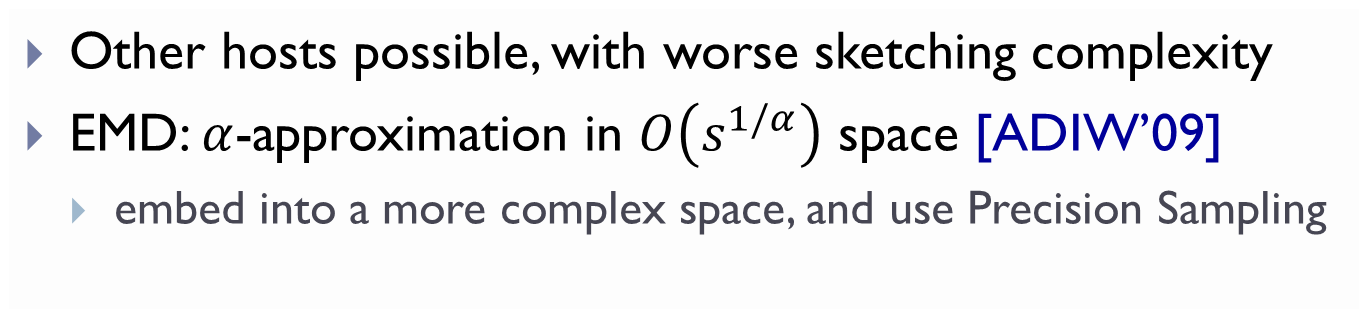 Other hosts possible, with worse sketching complexity
EMD: α-approximation in O(s^{1/α}) space [ADIW'09]
embed into a more complex space, and use Precision Sampling